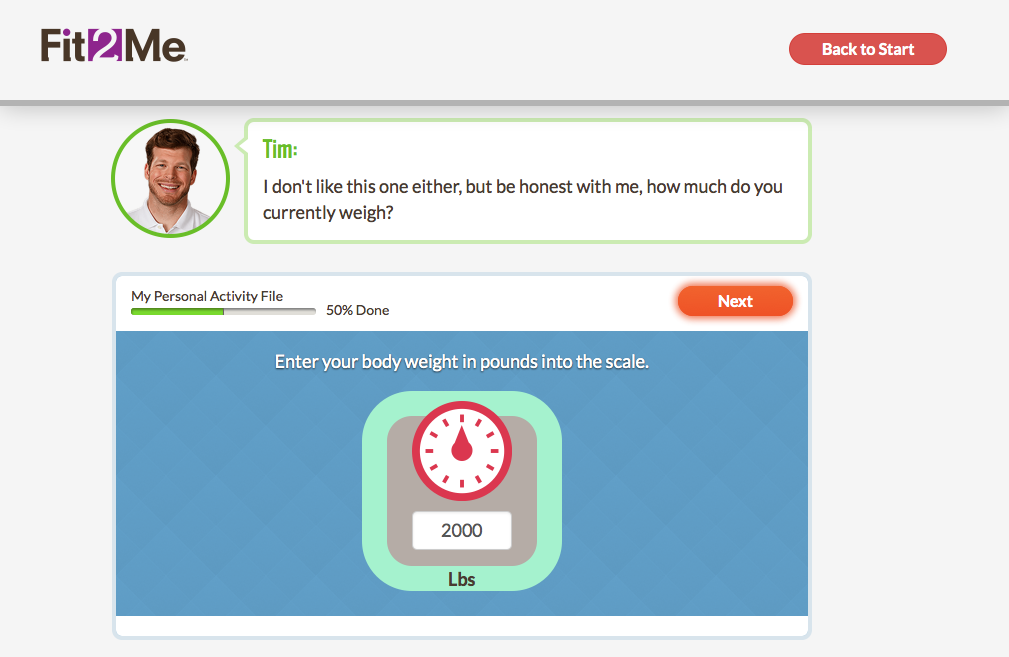 Fit2Me
Back to Start
Tim:
I don't like this one either, but be honest with me, how much do you
currently weigh?
My Personal Activity File
50% Done
Next
Enter your body weight in pounds into the scale.
2000
Lbs